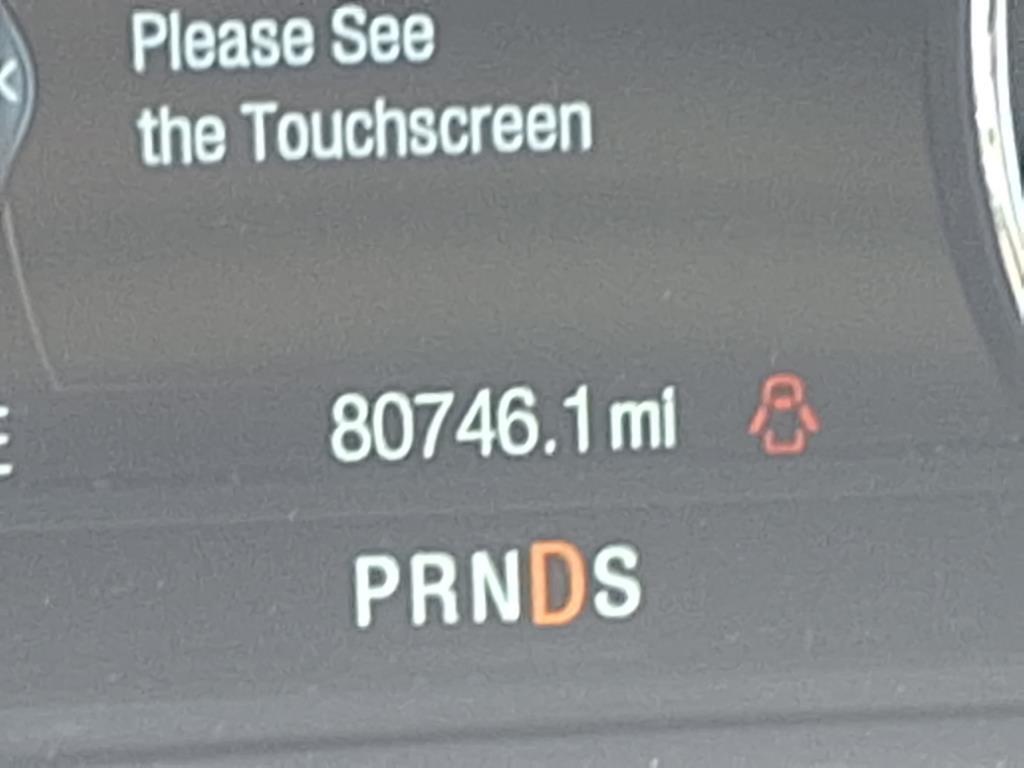 Please See
the Touchscreen
80746.1 mi
PRNDS